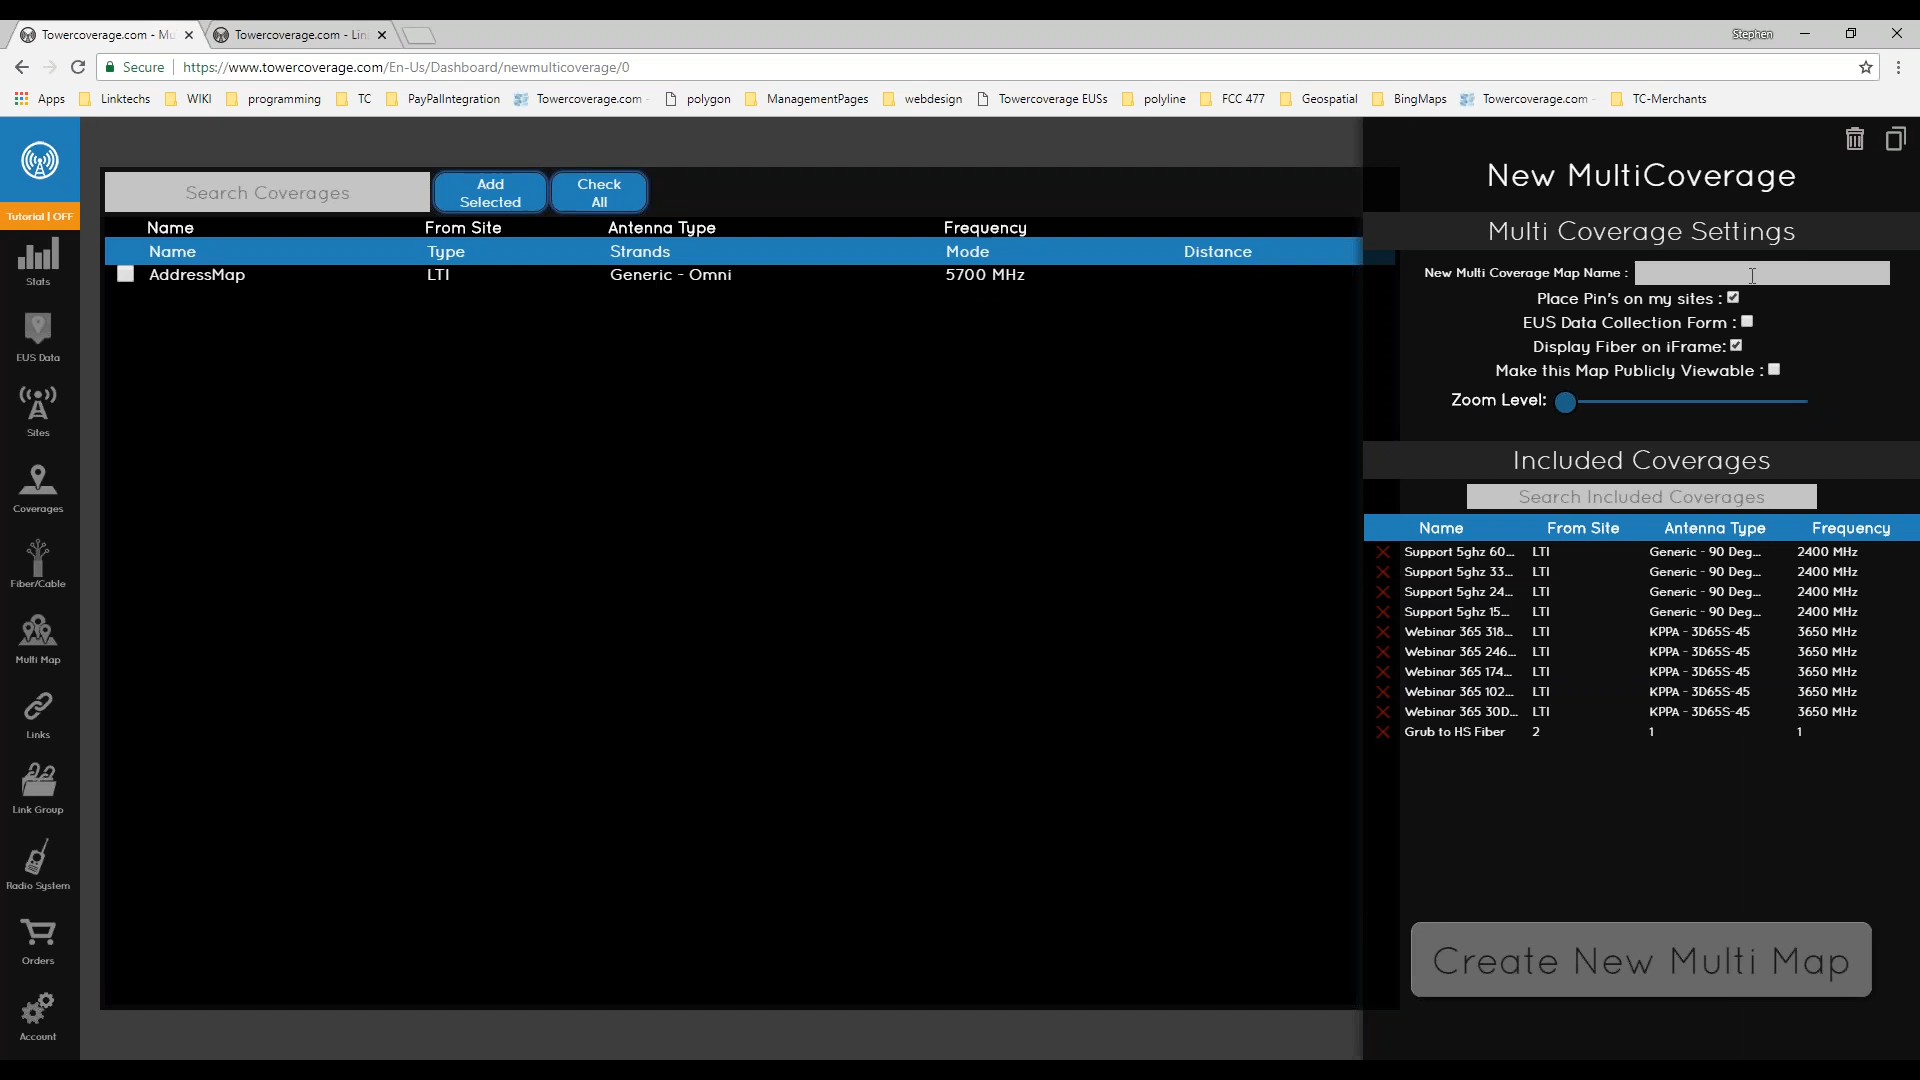 Towercoverage.com - Mu
Towercoverage.com - Lin
Stephen
Secure
https://www.towercoverage.com/En-Us/Dashboard/newmulticoverage/0
Apps
Linktechs
WIKI
programming
TC
PayPalIntegration
Towercoverage.com
polygon
ManagementPages
webdesign
Towercoverage EUSs
polyline
FCC 477
Geospatial
BingMaps
Towercoverage.com
TC-Merchants
Tutorial | OFF
Stats
EUS Data
Sites
Coverages
Fiber/Cable
Multi Map
Links
Link Group
Radio System
Orders
Account
Search Coverages
Add Selected
Check All
Name From Site Antenna Type Frequency
Name Type Strands Mode Distance
AddressMap LTI Generic - Omni 5700 MHz
New MultiCoverage
Multi Coverage Settings
New Multi Coverage Map Name :
Place Pin's on my sites :
EUS Data Collection Form :
Display Fiber on iFrame:
Make this Map Publicly Viewable :
Zoom Level:
Included Coverages
Search Included Coverages
Name From Site Antenna Type Frequency
Support 5ghz 60... LTI Generic - 90 Deg... 2400 MHz
Support 5ghz 33... LTI Generic - 90 Deg... 2400 MHz
Support 5ghz 24... LTI Generic - 90 Deg... 2400 MHz
Support 5ghz 15... LTI Generic - 90 Deg... 2400 MHz
Webinar 365 318... LTI KPPA - 3D65S-45 3650 MHz
Webinar 365 246... LTI KPPA - 3D65S-45 3650 MHz
Webinar 365 174... LTI KPPA - 3D65S-45 3650 MHz
Webinar 365 102... LTI KPPA - 3D65S-45 3650 MHz
Webinar 365 30D... LTI KPPA - 3D65S-45 3650 MHz
Grub to HS Fiber 2 1 1
Create New Multi Map